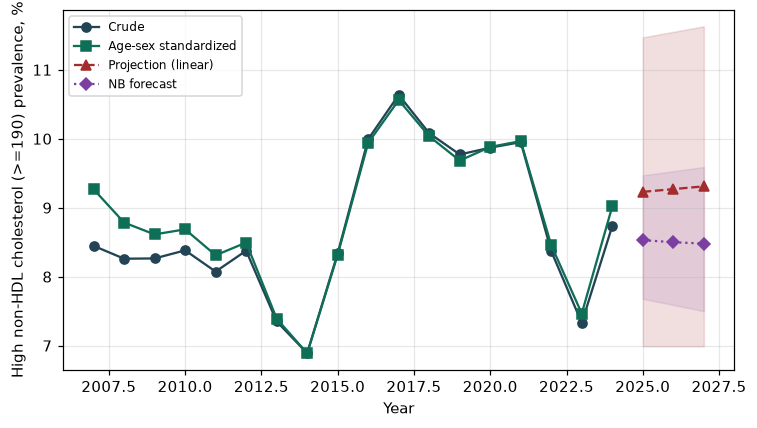 High non-HDL cholesterol (>=190) prevalence, %
Crude
Age-sex standardized
Projection (linear)
NB forecast
11
10
9
8
7
2007.5 2010.0 2012.5 2015.0 2017.5 2020.0 2022.5 2025.0 2027.5
Year